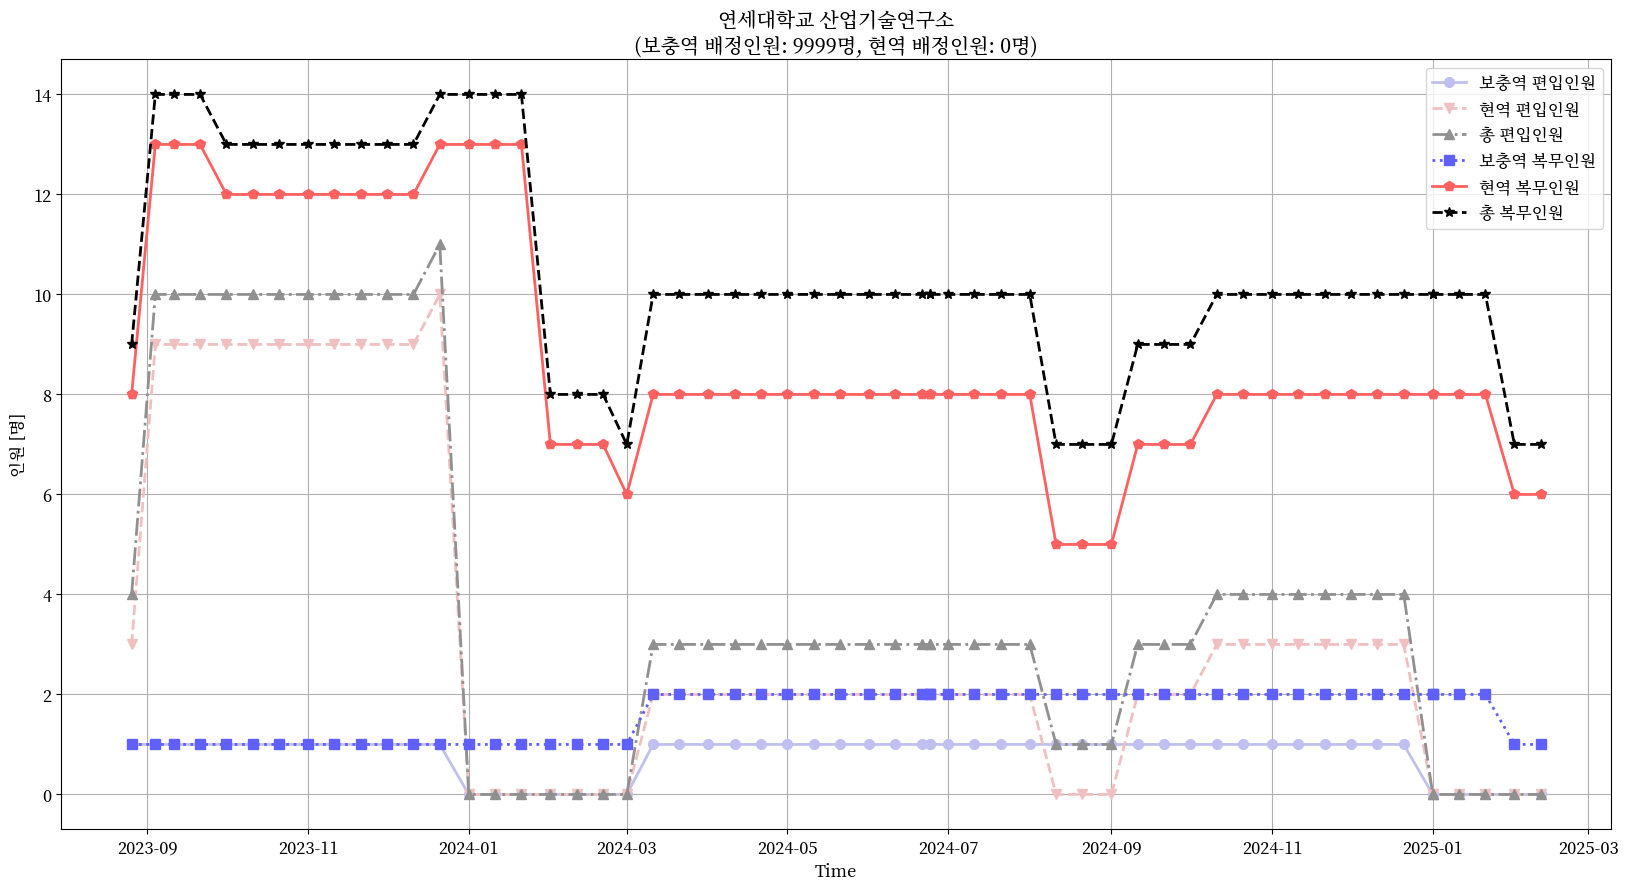 연세대학교 산업기술연구소
(보충역 배정인원: 9999명, 현역 배정인원: 0명)
보충역 편입인원
현역 편입인원
총 편입인원
보충역 복무인원
현역 복무인원
총 복무인원
인원 [명]
14
12
10
8
6
4
2
0
2023-09
2023-11
2024-01
2024-03
2024-05
2024-07
2024-09
2024-11
2025-01
2025-03
Time